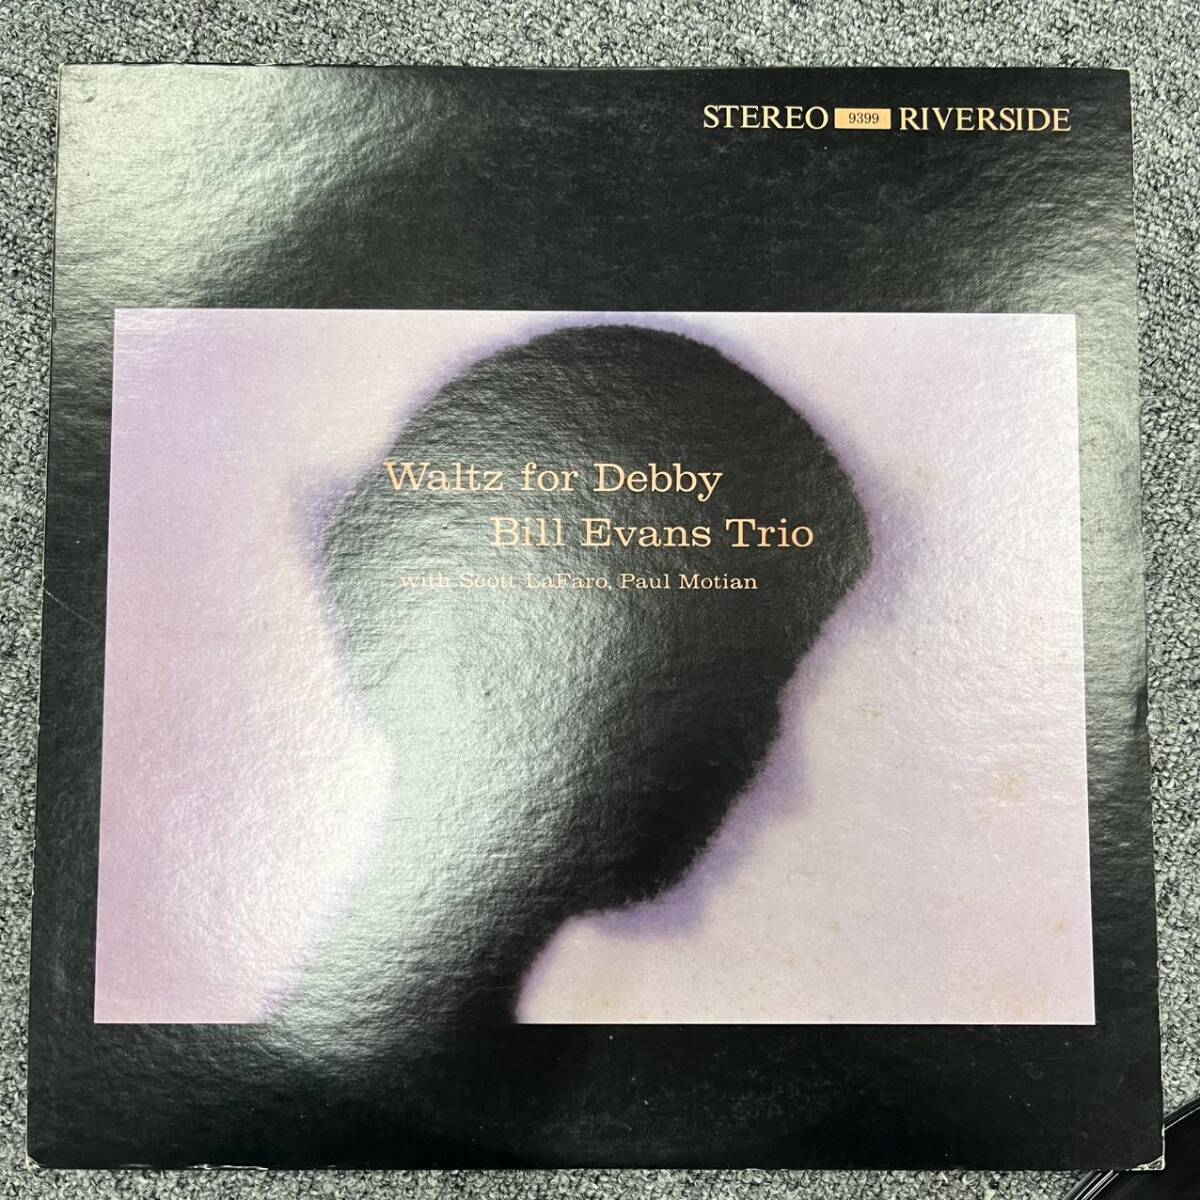 STEREO 9399 RIVERSIDE
Waltz for Debby
Bill Evans Trio
with Scott LaFaro, Paul Motian